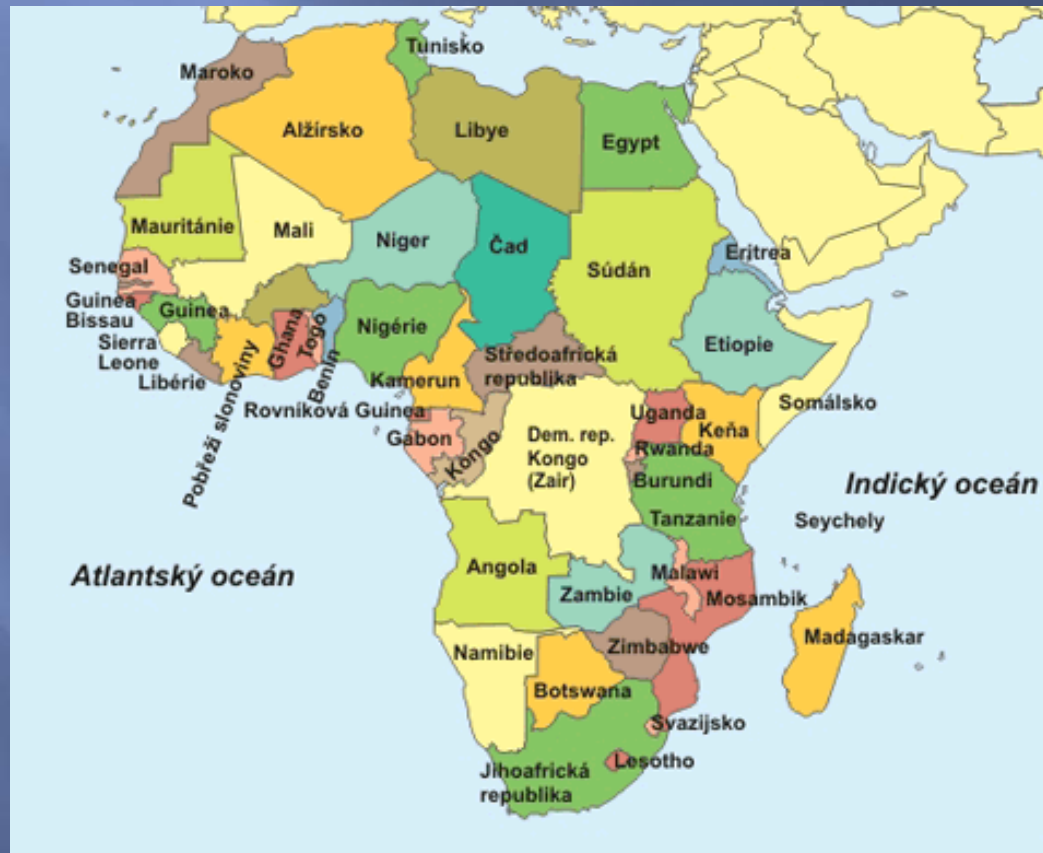 Tunisko
Maroko
Alžírsko
Libye
Egypt
Mauritánie
Mali
Niger
Čad
Súdán
Eritrea
Senegal
Guinea
Bissau
Guinea
Sierra
Leone
Libérie
Pobřeží slonoviny
Ghana
Togo
Benin
Nigérie
Kamerun
Středoafrická
republika
Etiopie
Somálsko
Rovníková Guinea
Gabon
Kongo
Dem. rep.
Kongo
(Zair)
Uganda
Keňa
Rwanda
Burundi
Tanzanie
Indický oceán
Seychely
Atlantský oceán
Angola
Zambie
Malawi
Mosambik
Madagaskar
Namibie
Zimbabwe
Botswana
Svazijsko
Lesotho
Jihoafrická
republika